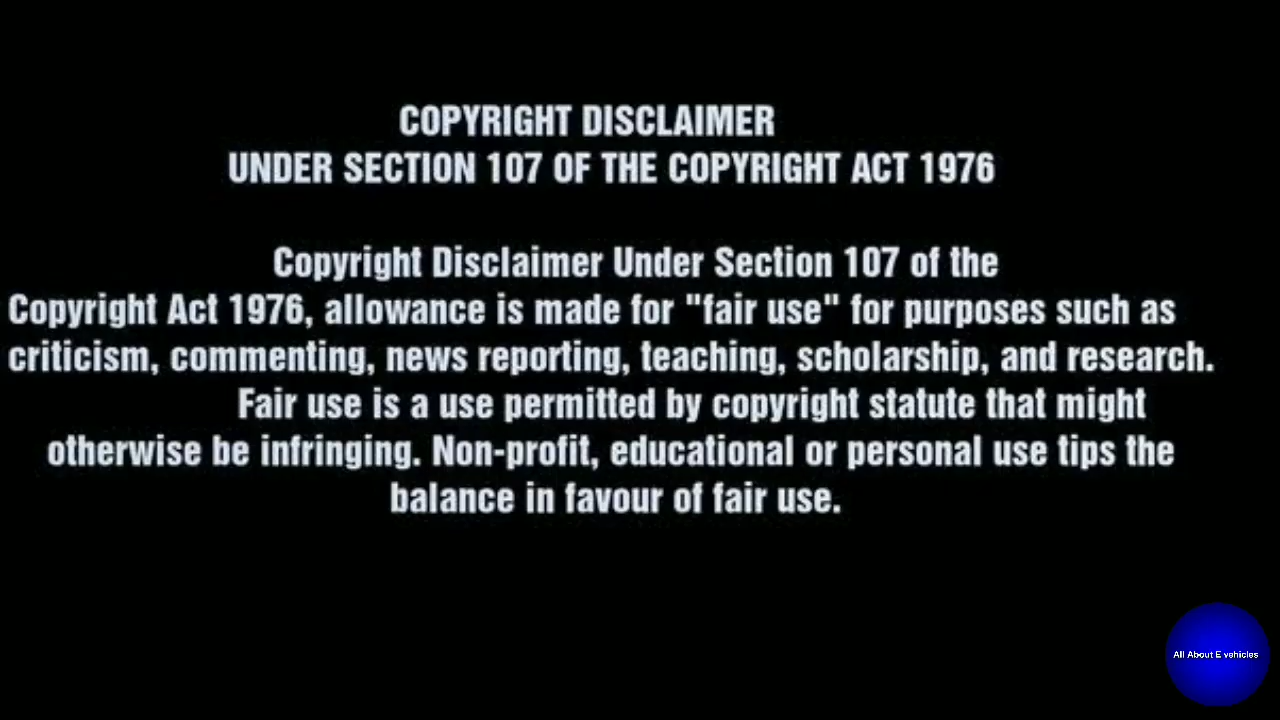 COPYRIGHT DISCLAIMER
UNDER SECTION 107 OF THE COPYRIGHT ACT 1976
Copyright Disclaimer Under Section 107 of the
Copyright Act 1976, allowance is made for "fair use" for purposes such as
criticism, commenting, news reporting, teaching, scholarship, and research.
Fair use is a use permitted by copyright statute that might
otherwise be infringing. Non-profit, educational or personal use tips the
balance in favour of fair use.
All About E vehicles